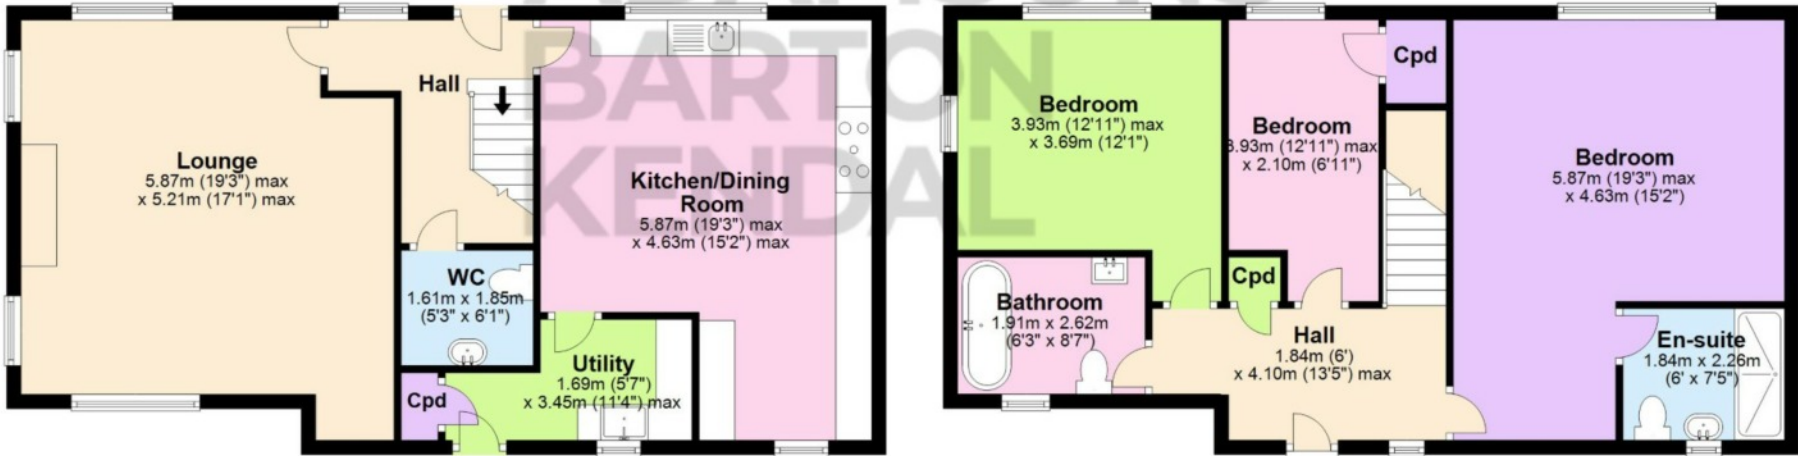 BARTON
KENDAL
Lounge
5.87m (19'3") max
x 5.21m (17'1") max
Hall
WC
1.61m x 1.85m
(5'3" x 6'1")
Cpd
Utility
1.69m (5'7")
x 3.45m (11'4") max
Kitchen/Dining
Room
5.87m (19'3") max
x 4.63m (15'2") max
Bedroom
3.93m (12'11") max
x 3.69m (12'1")
Bedroom
3.93m (12'11") max
x 2.10m (6'11")
Cpd
Bedroom
5.87m (19'3") max
x 4.63m (15'2")
Bathroom
1.91m x 2.62m
(6'3" x 8'7")
Cpd
Hall
1.84m (6')
x 4.10m (13'5") max
En-suite
1.84m x 2.26m
(6' x 7'5")